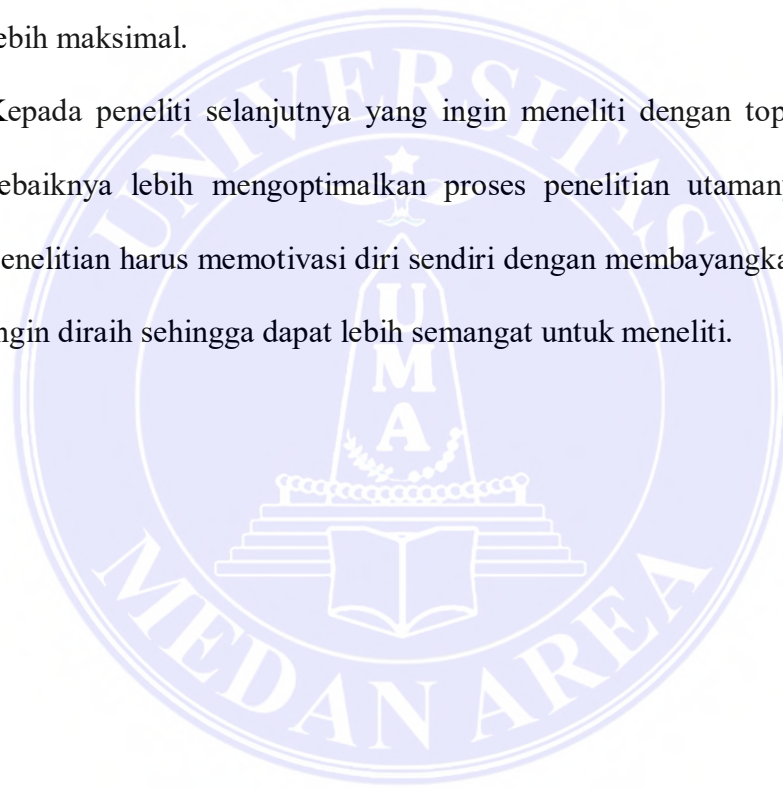 ebih maksimal.
Kepada peneliti selanjutnya yang ingin meneliti dengan top
ebaiknya lebih mengoptimalkan proses penelitian utaman
enelitian harus memotivasi diri sendiri dengan membayangka
ngin diraih sehingga dapat lebih semangat untuk meneliti.
UNIVERSITAS
UMA
MEDAN AREA